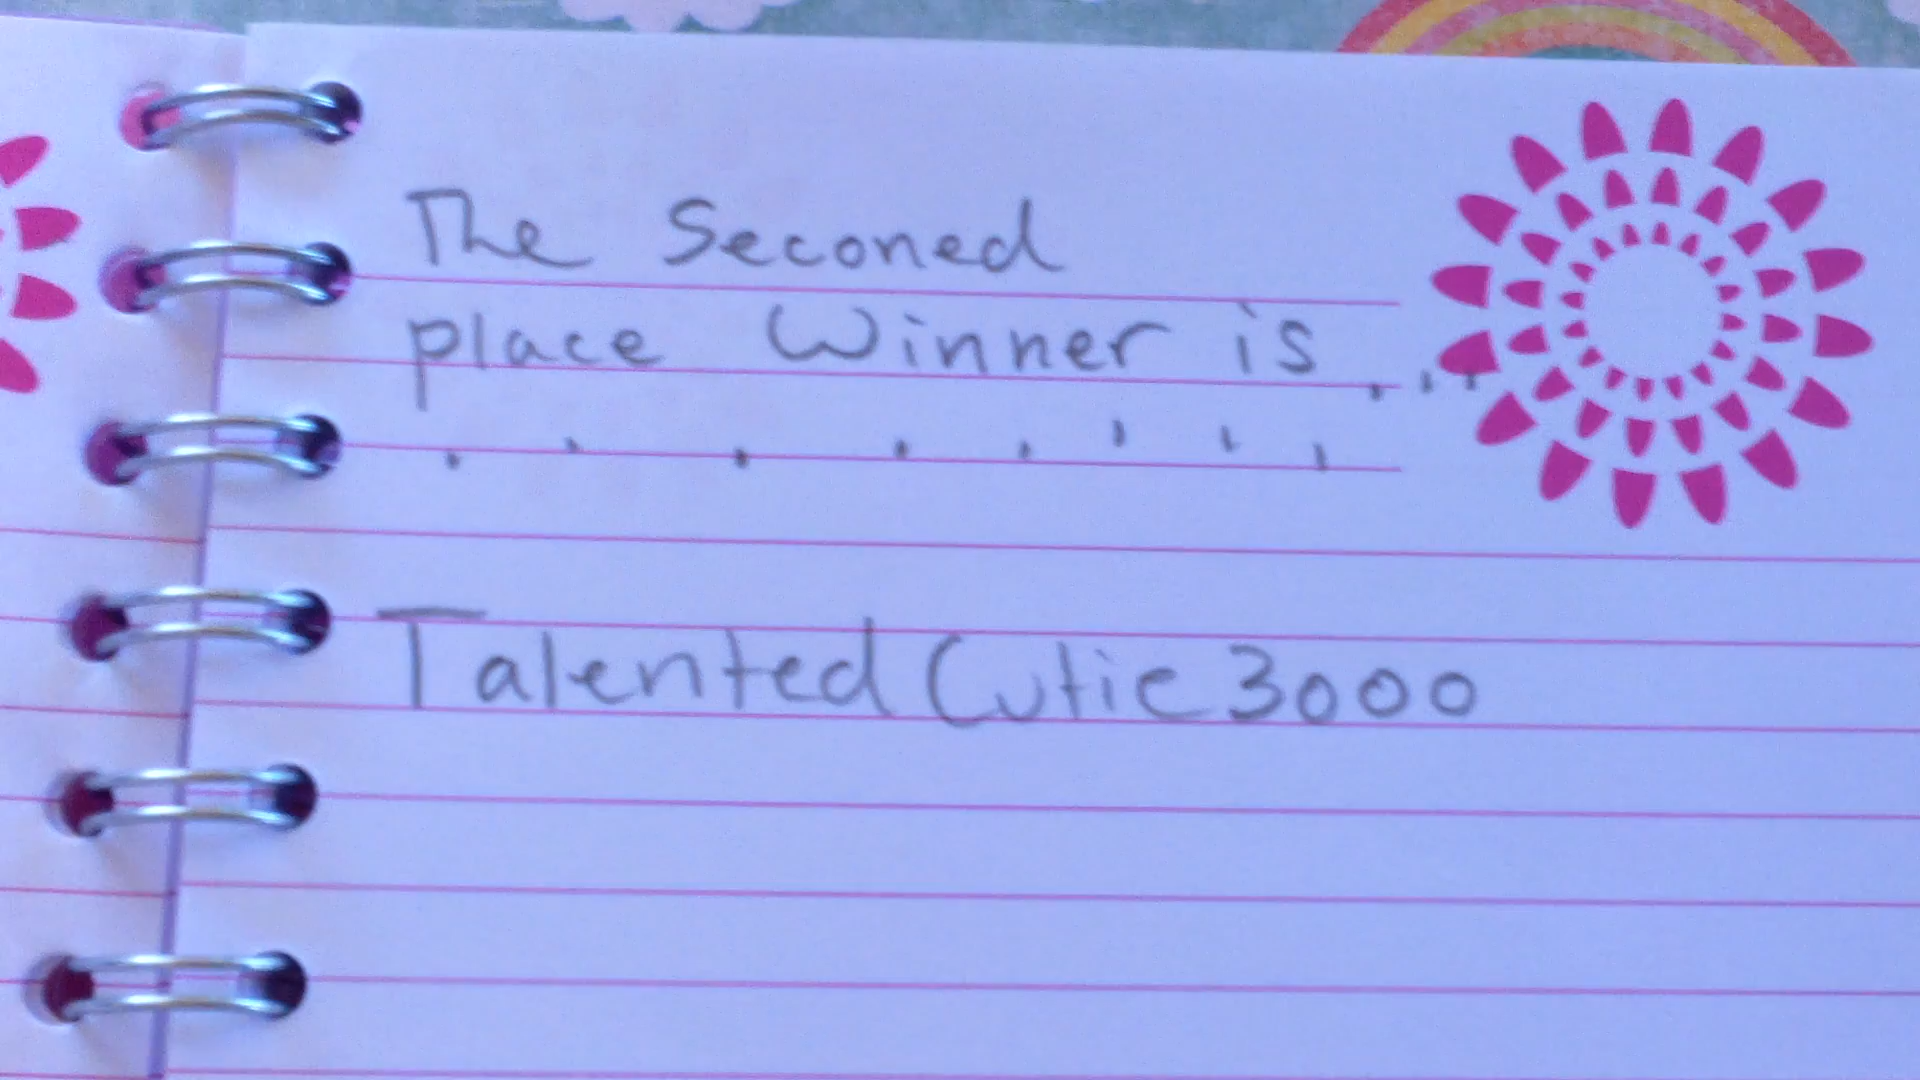 The Seconed
place Winner is...
........
Talented Cutie 3000